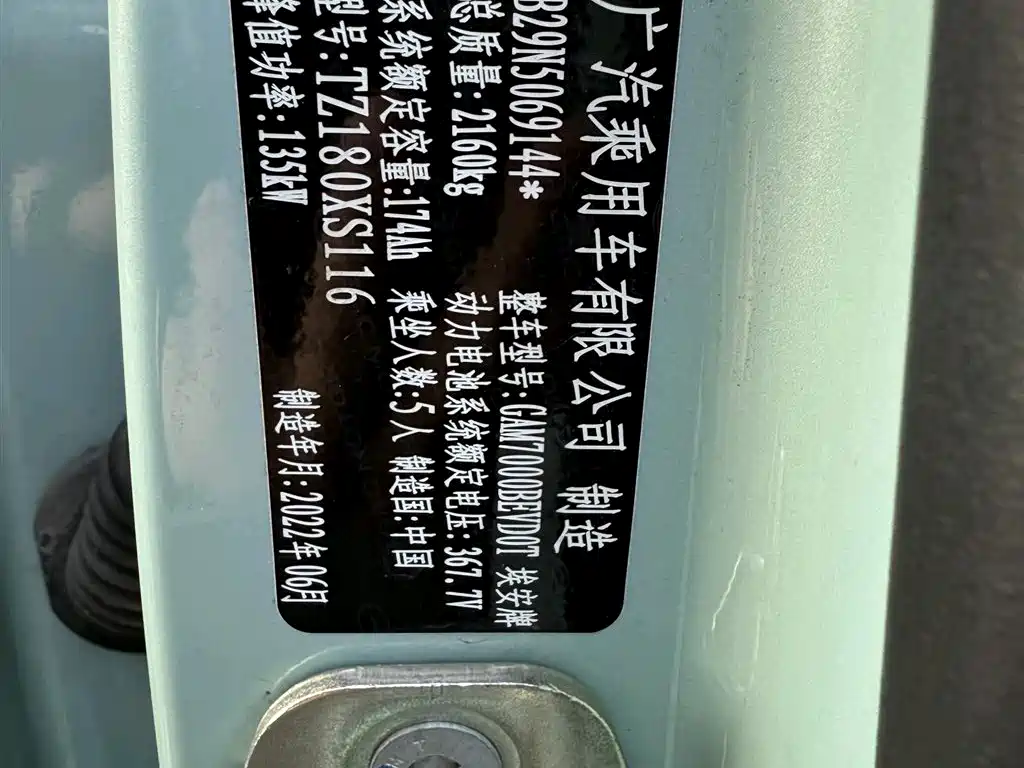 广汽乘用车有限公司 制造
B29N5069144*
整车型号:GAM7000BEVD0T 埃安牌
总质量:2160kg
动力电池系统额定电压:367.7V
系统额定容量:174Ah
乘坐人数:5人 制造国:中国
型号:TZ180XS116
峰值功率:135kW
制造年月:2022年06月